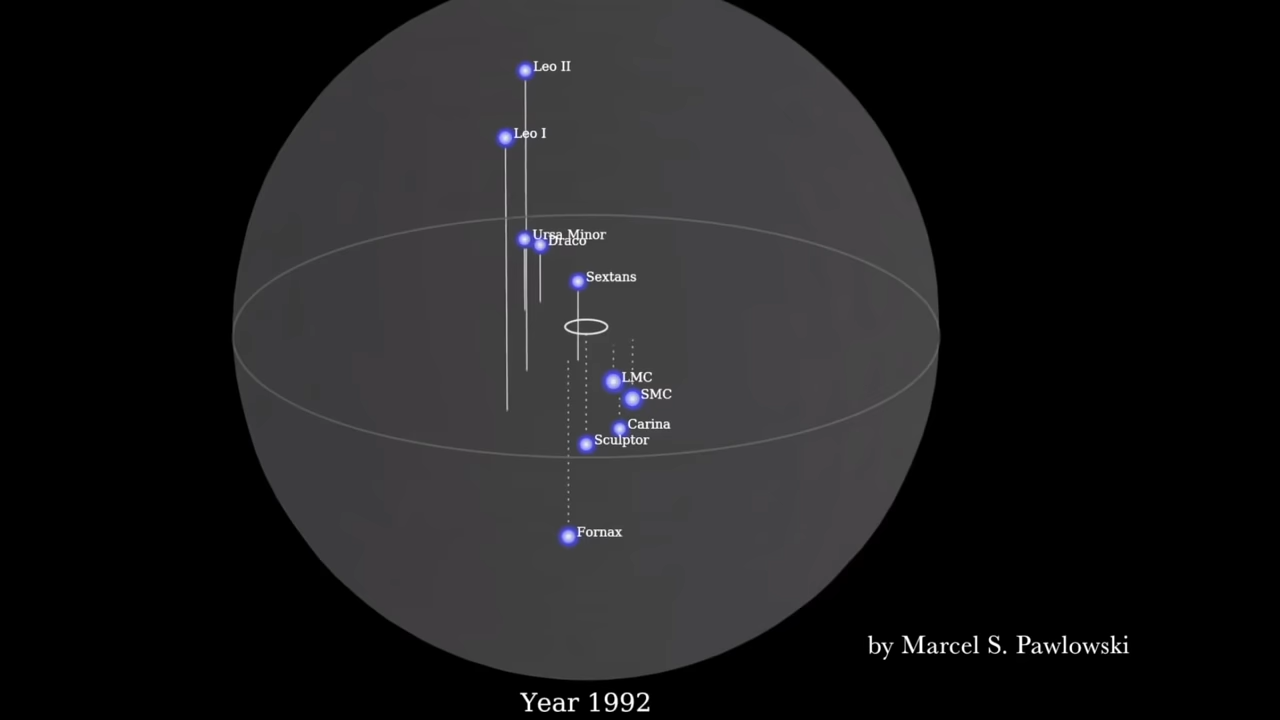 Leo II
Leo I
Ursa Minor
Draco
Sextans
LMC
SMC
Carina
Sculptor
Fornax
by Marcel S. Pawlowski
Year 1992